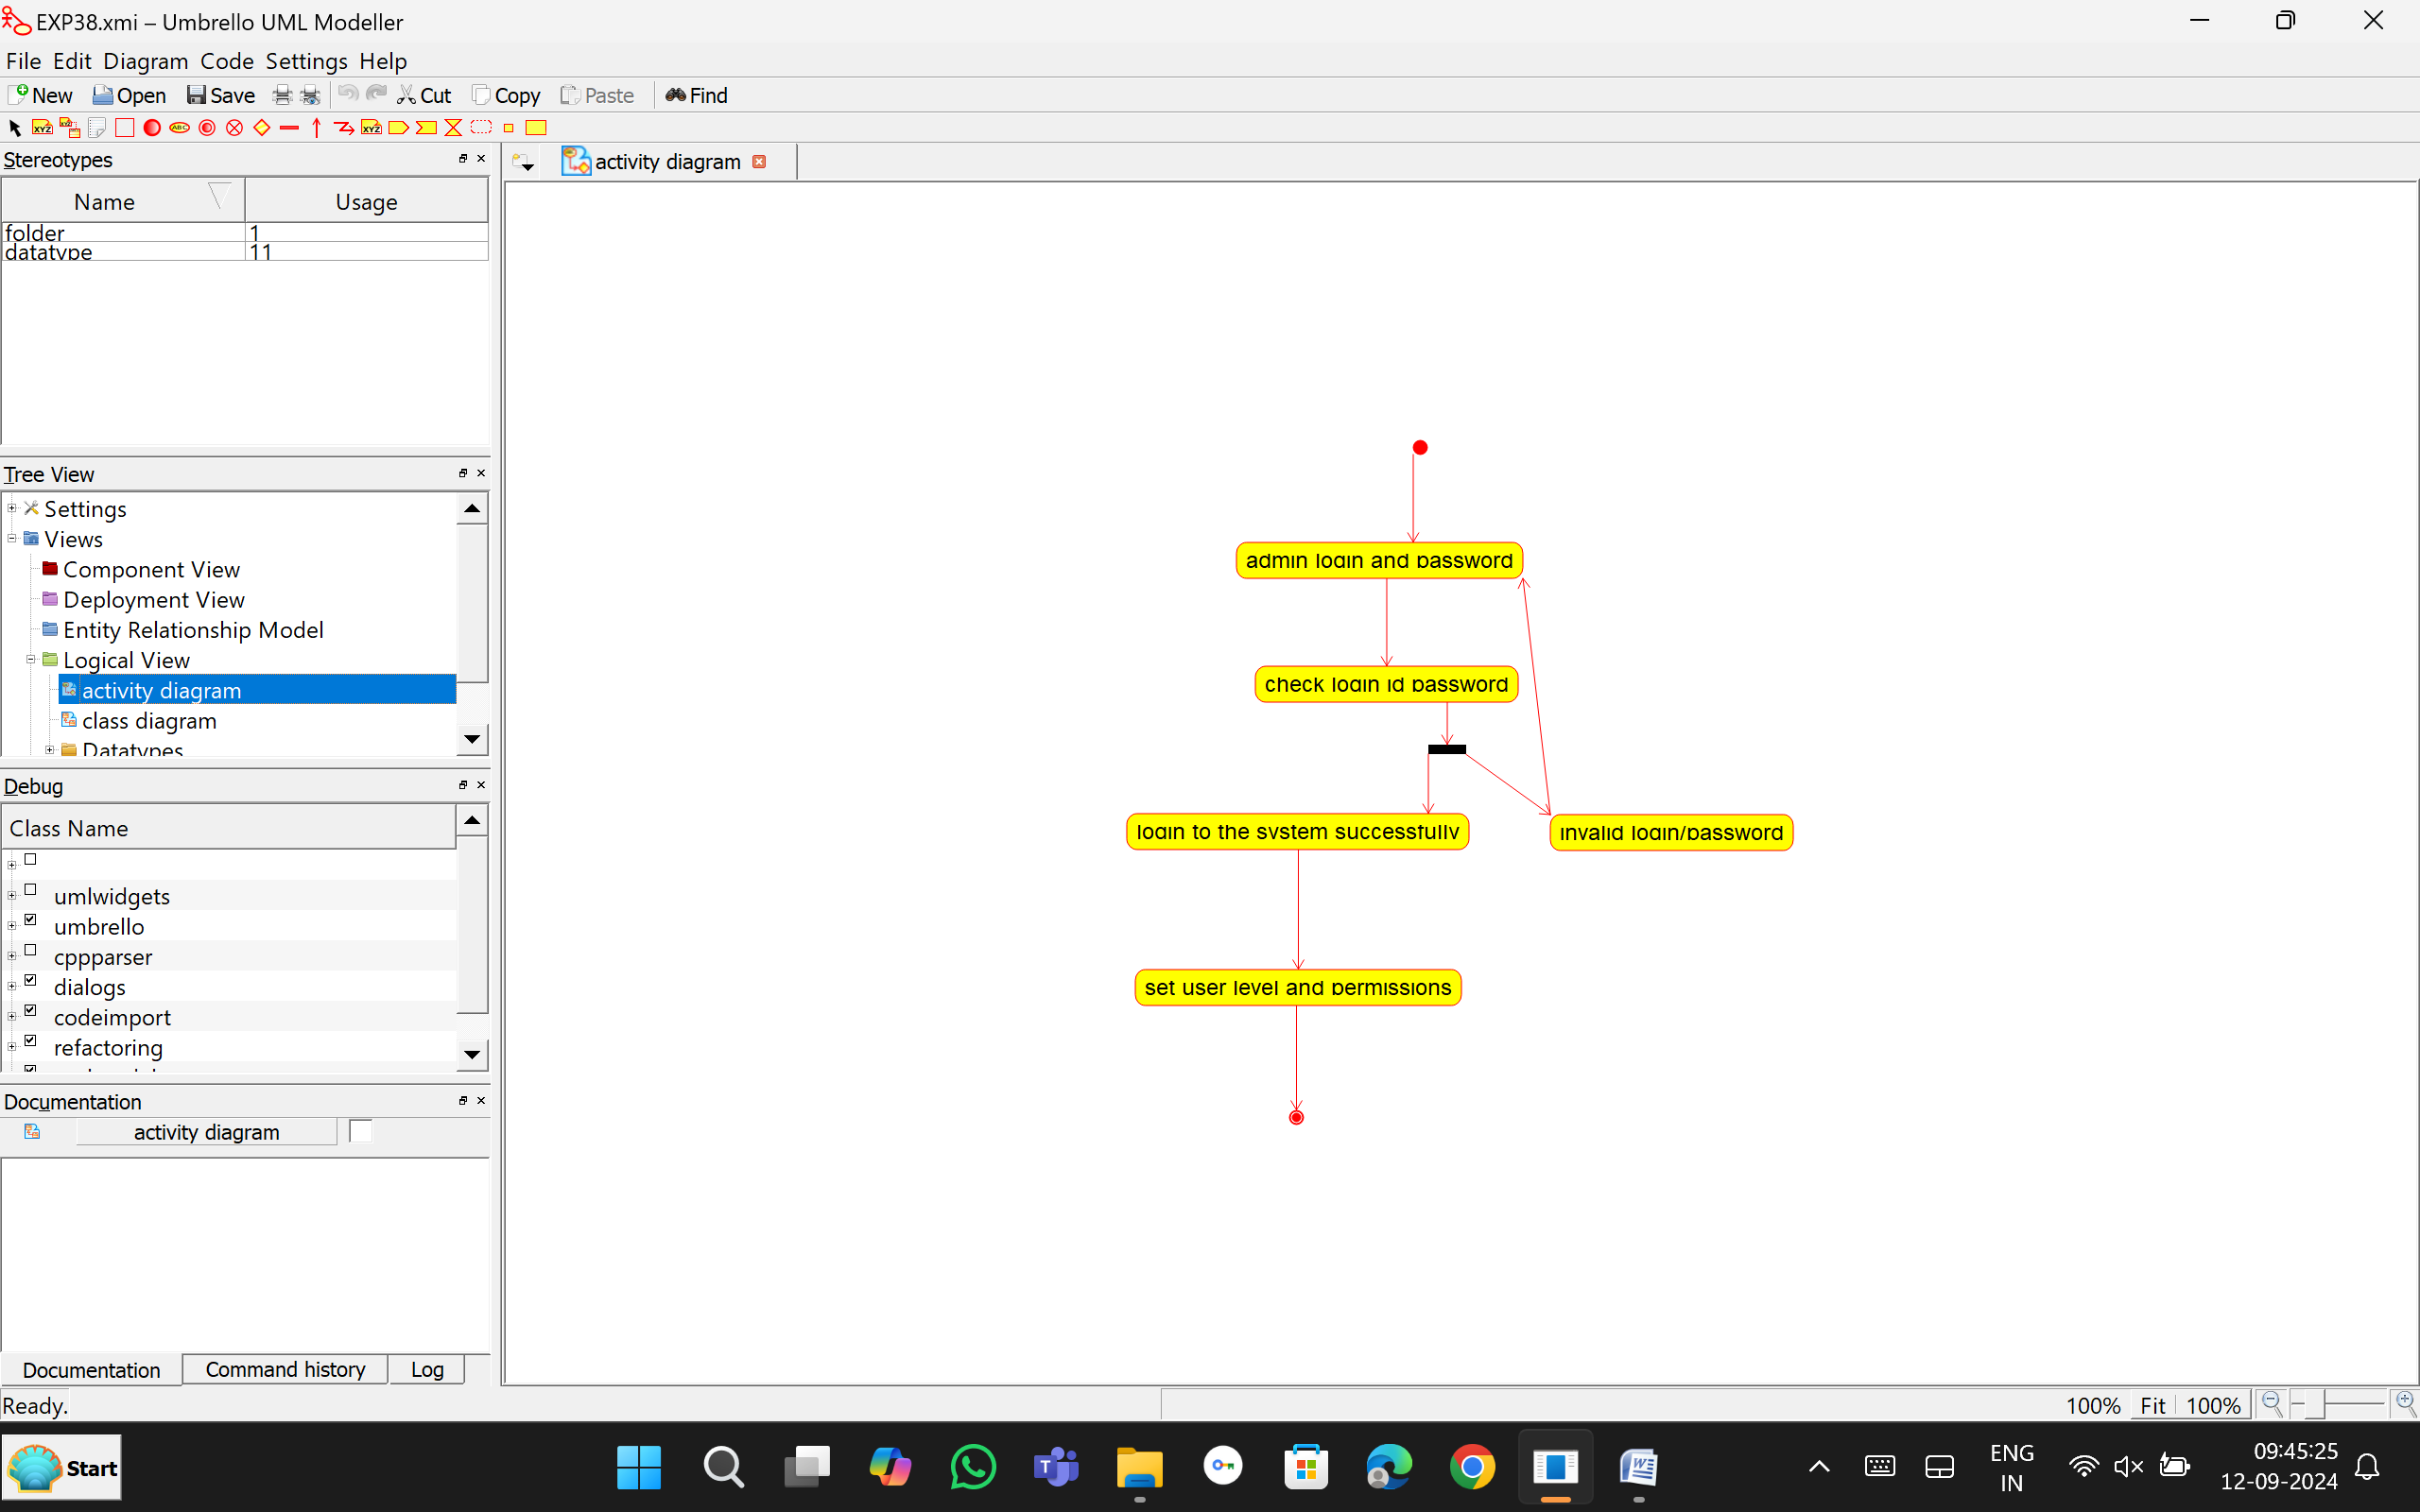 EXP38.xmi – Umbrello UML Modeller
File Edit Diagram Code Settings Help
New Open Save Cut Copy Paste Find
Stereotypes
Name Usage
folder 1
datatype 11
Tree View
Settings
Views
Component View
Deployment View
Entity Relationship Model
Logical View
activity diagram
class diagram
Datatypes
Debug
Class Name
umlwidgets
umbrello
cppparser
dialogs
codeimport
refactoring
Documentation
activity diagram
Documentation Command history Log
Ready.
activity diagram
admin login and password
check login id password
login to the system successfully
invalid login/password
set user level and permissions
100% Fit 100%
Start
ENG
IN
09:45:25
12-09-2024